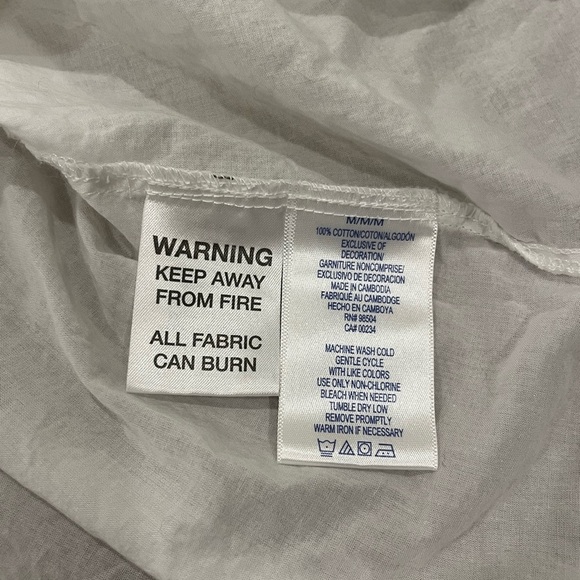 WARNING
KEEP AWAY
FROM FIRE
ALL FABRIC
CAN BURN
M/M/M
100% COTTON/COTON/ALGODÓN
EXCLUSIVE OF
DECORATION/
GARNITURE NONCOMPRISE/
EXCLUSIVO DE DECORACION
MADE IN CAMBODIA
FABRIQUÉ AU CAMBODGE
HECHO EN CAMBOYA
RN# 98504
CA# 00234
MACHINE WASH COLD
GENTLE CYCLE
WITH LIKE COLORS
USE ONLY NON-CHLORINE
BLEACH WHEN NEEDED
TUMBLE DRY LOW
REMOVE PROMPTLY
WARM IRON IF NECESSARY